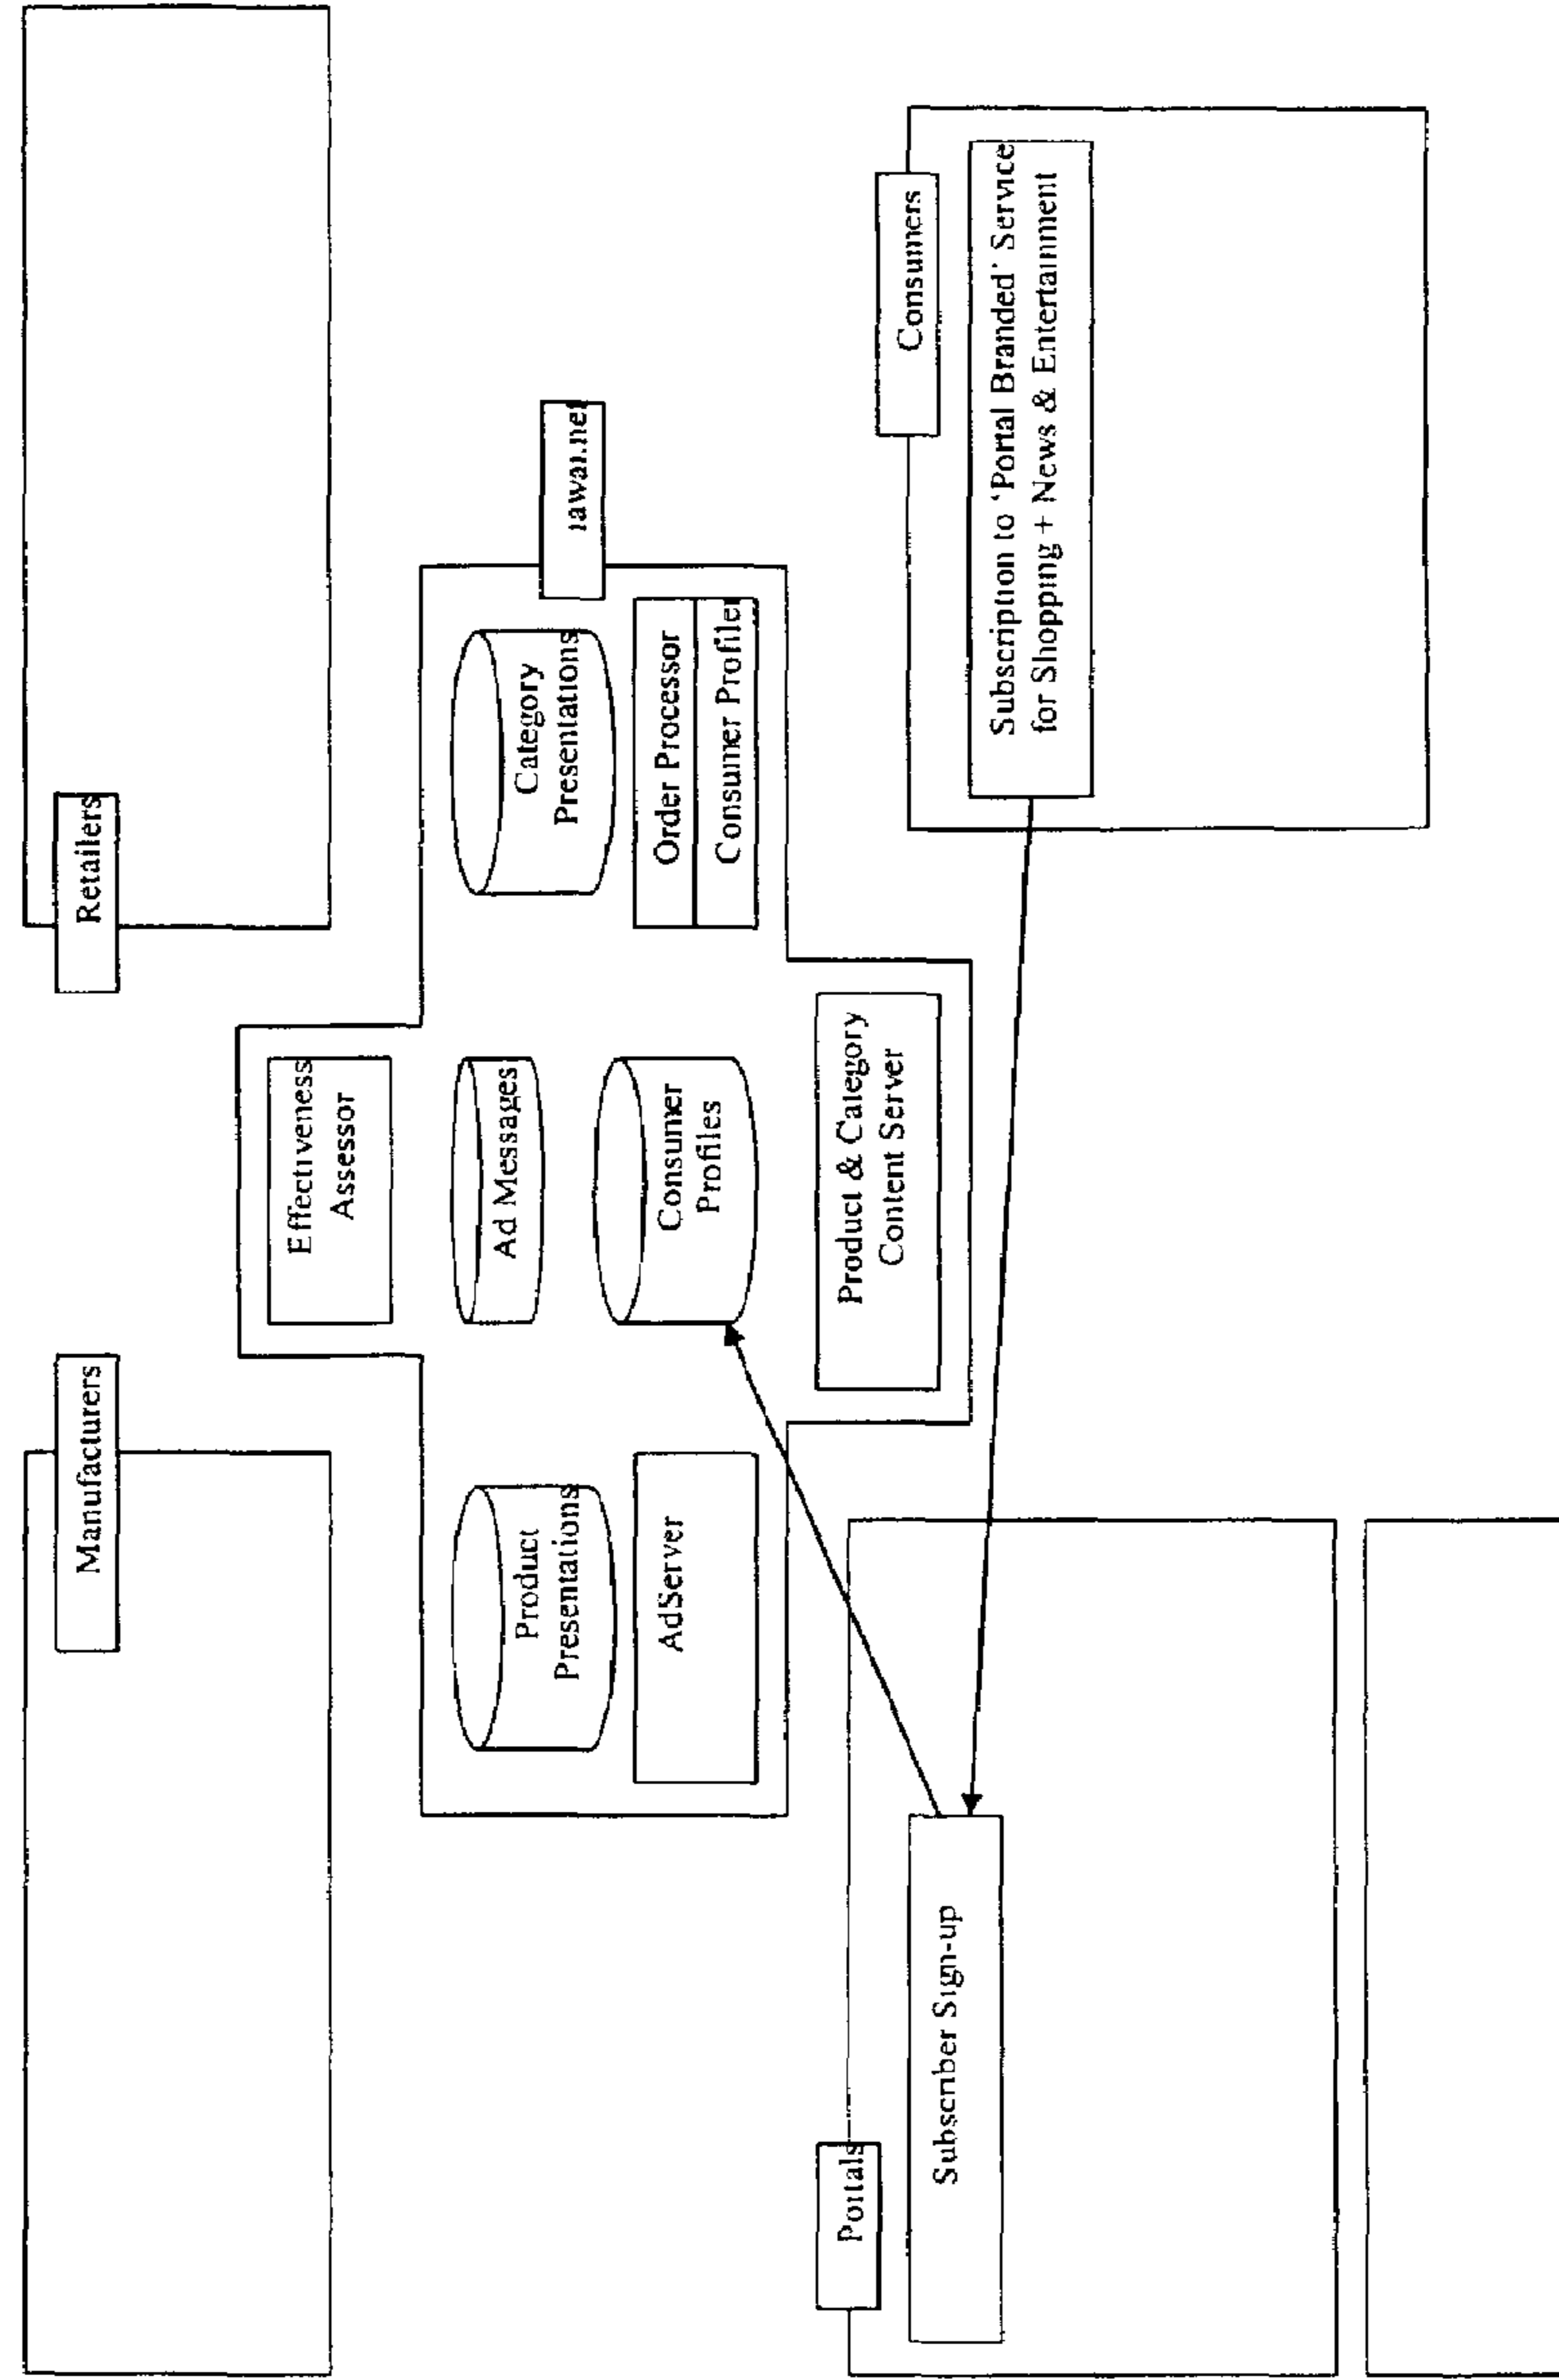 Manufacturers
Retailers
Effectiveness
Assessor
Product
Presentations
Ad Messages
Category
Presentations
AdServer
Consumer
Profiles
Order Processor
Consumer Profiler
Product & Category
Content Server
Portals
Subscriber Sign-up
Consumers
Subscription to ‘Portal Branded’ Service
for Shopping + News & Entertainment